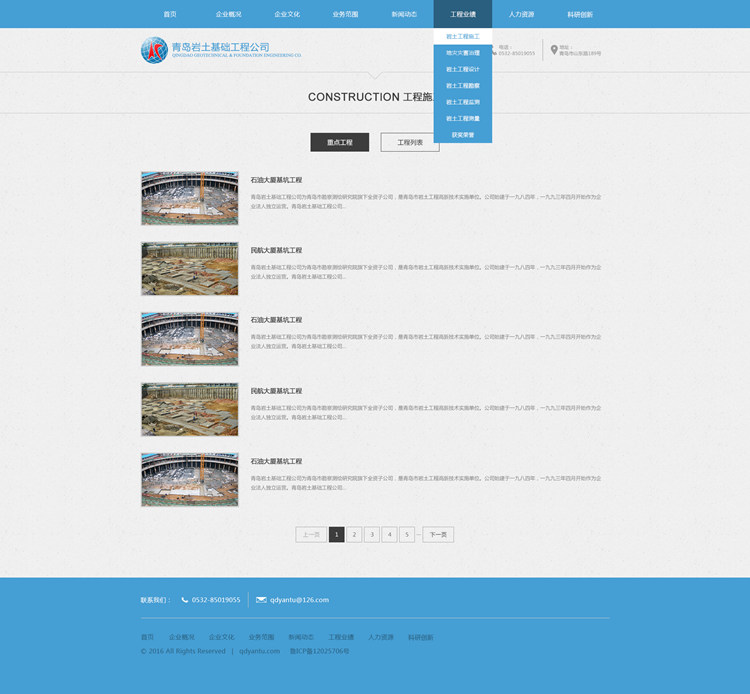 首页 企业概况 企业文化 业务范围 新闻动态 工程业绩 人力资源 科研创新
青岛岩土基础工程公司
QINGDAO GEOTECHNICAL & FOUNDATION ENGINEERING CO
电话：
0532-85019055
地址：
青岛市山东路189号
岩土工程施工
地灾灾害治理
岩土工程设计
岩土工程勘察
岩土工程监测
岩土工程测量
获奖荣誉
CONSTRUCTION 工程施
重点工程 工程列表
石油大厦基坑工程
青岛岩土基础工程公司为青岛市勘察测绘研究院旗下全资子公司，是青岛市岩土工程高新技术实施单位。公司始建于一九八四年，一九九三年四月开始作为企
业法人独立运营。青岛岩土基础工程公司...
民航大厦基坑工程
青岛岩土基础工程公司为青岛市勘察测绘研究院旗下全资子公司，是青岛市岩土工程高新技术实施单位。公司始建于一九八四年，一九九三年四月开始作为企
业法人独立运营。青岛岩土基础工程公司...
石油大厦基坑工程
青岛岩土基础工程公司为青岛市勘察测绘研究院旗下全资子公司，是青岛市岩土工程高新技术实施单位。公司始建于一九八四年，一九九三年四月开始作为企
业法人独立运营。青岛岩土基础工程公司...
民航大厦基坑工程
青岛岩土基础工程公司为青岛市勘察测绘研究院旗下全资子公司，是青岛市岩土工程高新技术实施单位。公司始建于一九八四年，一九九三年四月开始作为企
业法人独立运营。青岛岩土基础工程公司...
石油大厦基坑工程
青岛岩土基础工程公司为青岛市勘察测绘研究院旗下全资子公司，是青岛市岩土工程高新技术实施单位。公司始建于一九八四年，一九九三年四月开始作为企
业法人独立运营。青岛岩土基础工程公司...
上一页 1 2 3 4 5 ... 下一页
联系我们： 0532-85019055 qdyantu@126.com
首页 企业概况 企业文化 业务范围 新闻动态 工程业绩 人力资源 科研创新
© 2016 All Rights Reserved | qdyantu.com 鲁ICP备12025706号